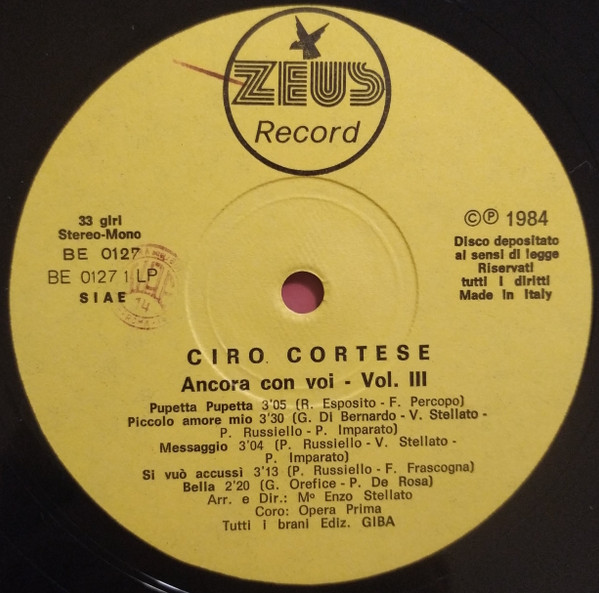 ZEUS
Record
33 giri
Stereo-Mono
BE 0127
BE 0127 1 LP
SIAE
©℗ 1984
Disco depositato
ai sensi di legge
Riservati
tutti i diritti
Made in Italy
CIRO CORTESE
Ancora con voi - Vol. III
Pupetta Pupetta 3'05 (R. Esposito - F. Percopo)
Piccolo amore mio 3'30 (G. Di Bernardo - V. Stellato -
P. Russiello - P. Imparato)
Messaggio 3'04 (P. Russiello - V. Stellato -
P. Imparato)
Si vuò accussì 3'13 (P. Russiello - F. Frascogna)
Bella 2'20 (G. Orefice - P. De Rosa)
Arr. e Dir.: Mº Enzo Stellato
Coro: Opera Prima
Tutti i brani Ediz. GIBA